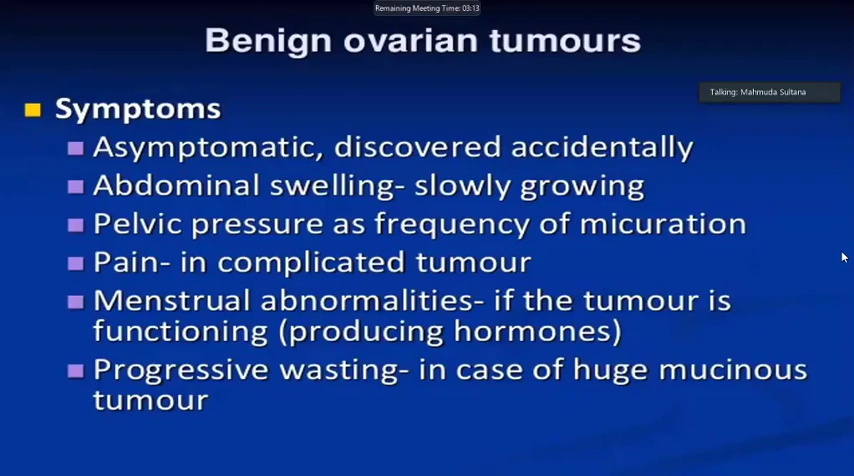 Remaining Meeting Time: 03:13
Benign ovarian tumours
Talking: Mahmuda Sultana
Symptoms
Asymptomatic, discovered accidentally
Abdominal swelling- slowly growing
Pelvic pressure as frequency of micuration
Pain- in complicated tumour
Menstrual abnormalities- if the tumour is
functioning (producing hormones)
Progressive wasting- in case of huge mucinous
tumour